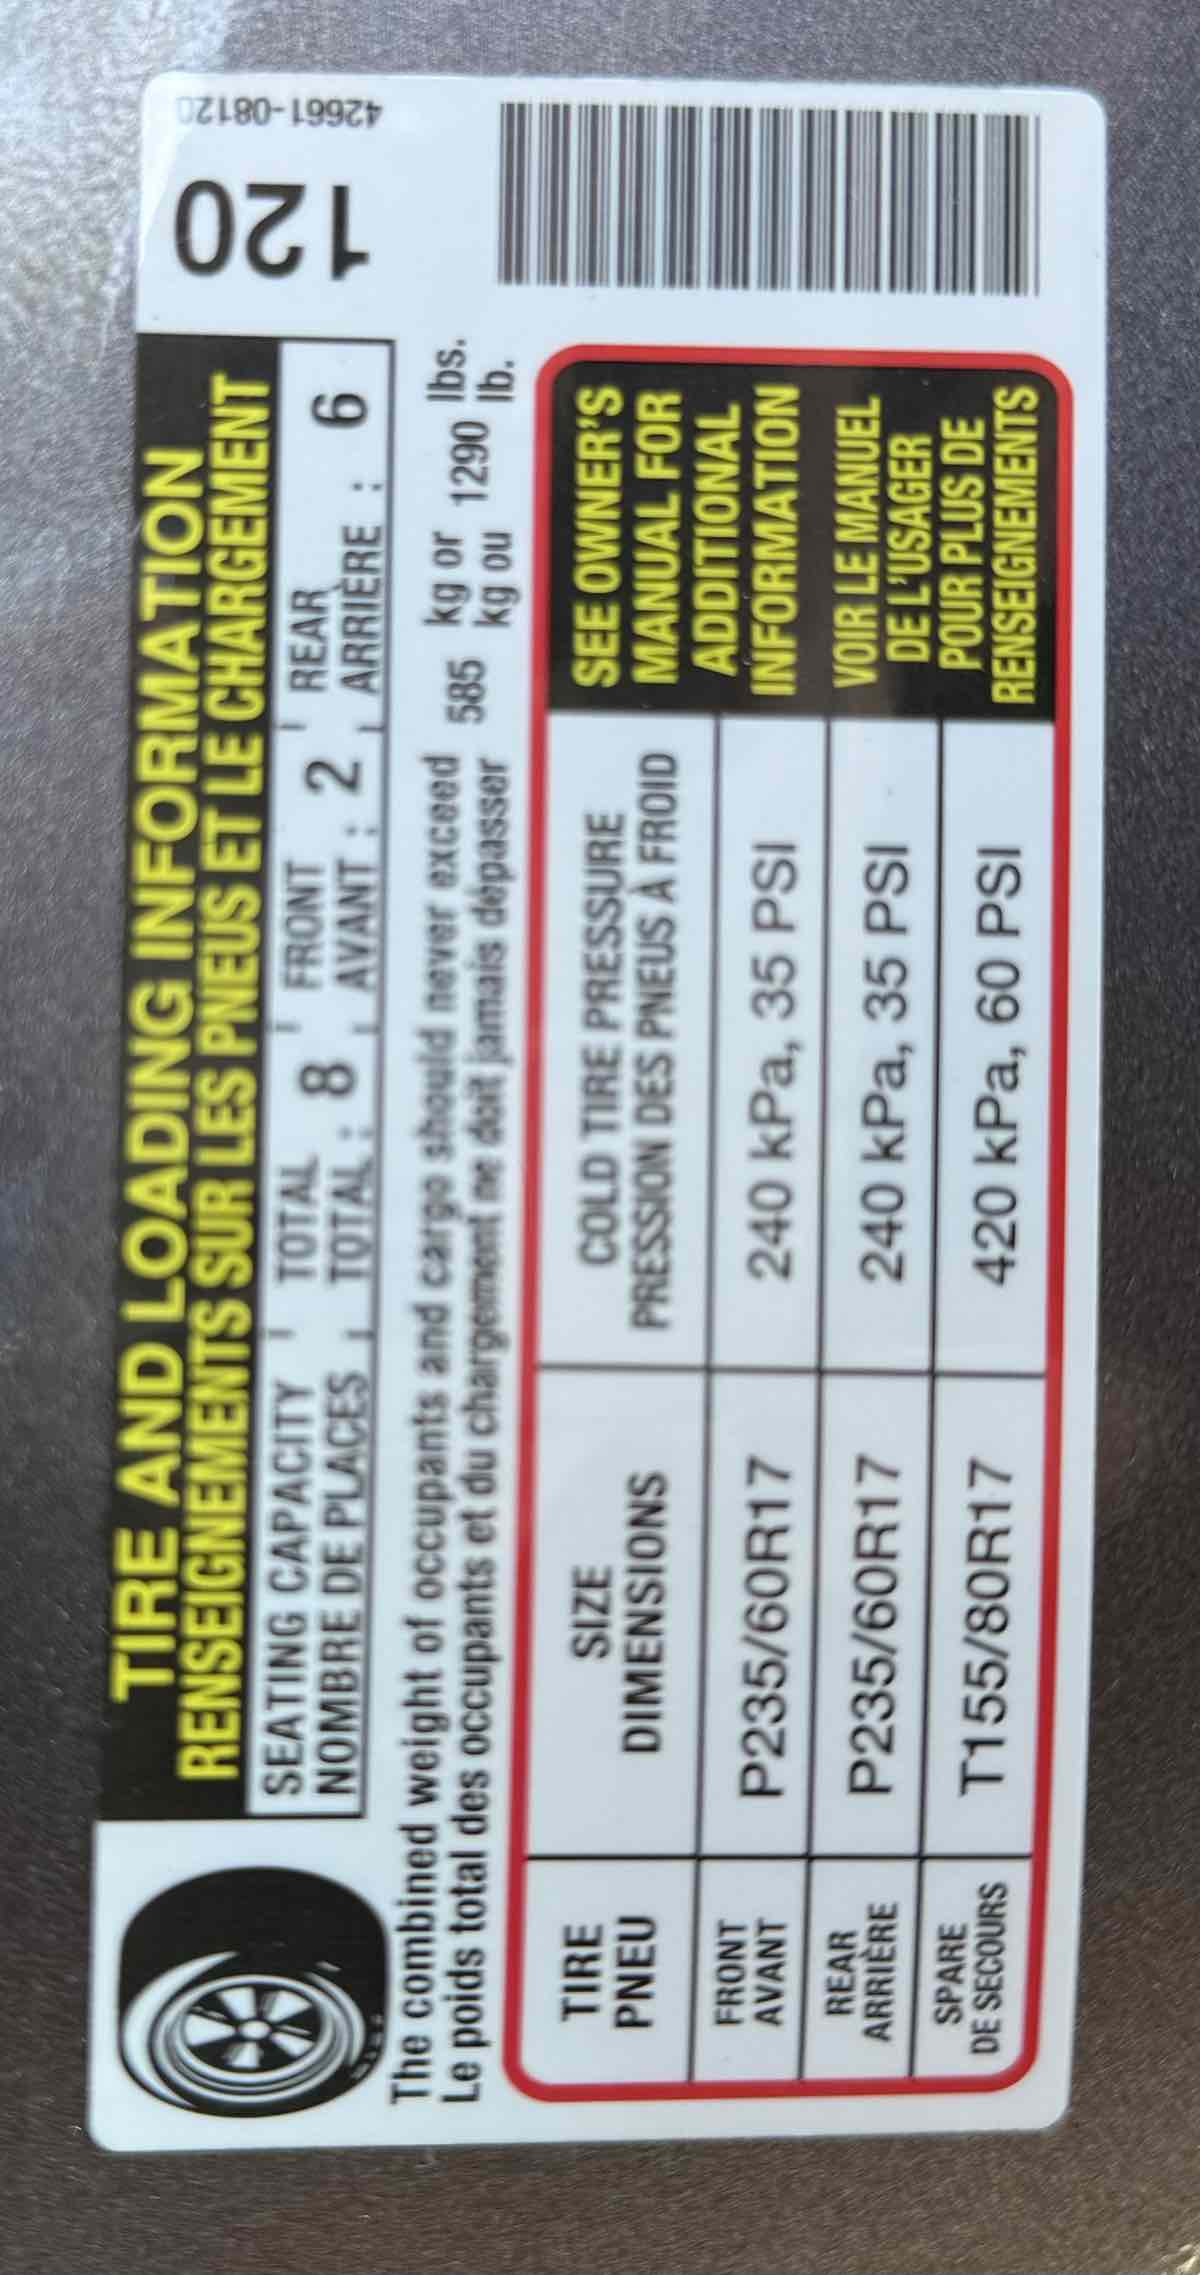 TIRE AND LOADING INFORMATION
RENSEIGNEMENTS SUR LES PNEUS ET LE CHARGEMENT
SEATING CAPACITY TOTAL FRONT REAR
NOMBRE DE PLACES TOTAL : 8 AVANT : 2 ARRIÈRE : 6
The combined weight of occupants and cargo should never exceed 585 kg or 1290 lbs.
Le poids total des occupants et du chargement ne doit jamais dépasser kg ou lb.
TIRE
PNEU
SIZE
DIMENSIONS
COLD TIRE PRESSURE
PRESSION DES PNEUS À FROID
FRONT
AVANT
P235/60R17
240 kPa, 35 PSI
REAR
ARRIÈRE
P235/60R17
240 kPa, 35 PSI
SPARE
DE SECOURS
T155/80R17
420 kPa, 60 PSI
SEE OWNER'S
MANUAL FOR
ADDITIONAL
INFORMATION
VOIR LE MANUEL
DE L'USAGER
POUR PLUS DE
RENSEIGNEMENTS
120
42661-08120